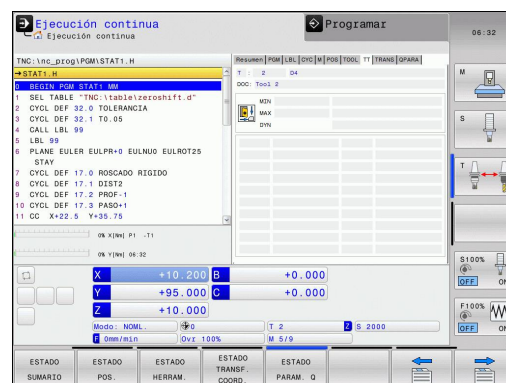 Ejecución continua
Ejecución continua
Programar
06:32
TNC:\nc_prog\PGM\STAT1.H
→STAT1.H
0 BEGIN PGM STAT1 MM
1 SEL TABLE "TNC:\table\zeroshift.d"
2 CYCL DEF 32.0 TOLERANCIA
3 CYCL DEF 32.1 T0.05
4 CALL LBL 99
5 LBL 99
6 PLANE EULER EULPR+0 EULNU0 EULROT25
STAY
7 CYCL DEF 17.0 ROSCADO RIGIDO
8 CYCL DEF 17.1 DIST2
9 CYCL DEF 17.2 PROF-1
10 CYCL DEF 17.3 PASO+1
11 CC X+22.5 Y+35.75
Resumen PGM LBL CYC M POS TOOL TT TRANS QPARA
T : 2 D4
DOC: Tool 2
MIN
MAX
DYN
M
S
T
0% X[Nm] P1 -T1
0% Y[Nm] 06:32
X +10.200 B +0.000
Y +95.000 C +0.000
Z +10.000
Modo: NOML. 0 T 2 Z S 2000
F 0mm/min Ovr 100% M 5/9
S100%
OFF ON
F100%
OFF ON
ESTADO SUMARIO
ESTADO POS.
ESTADO HERRAM.
ESTADO TRANSF. COORD.
ESTADO PARAM. Q